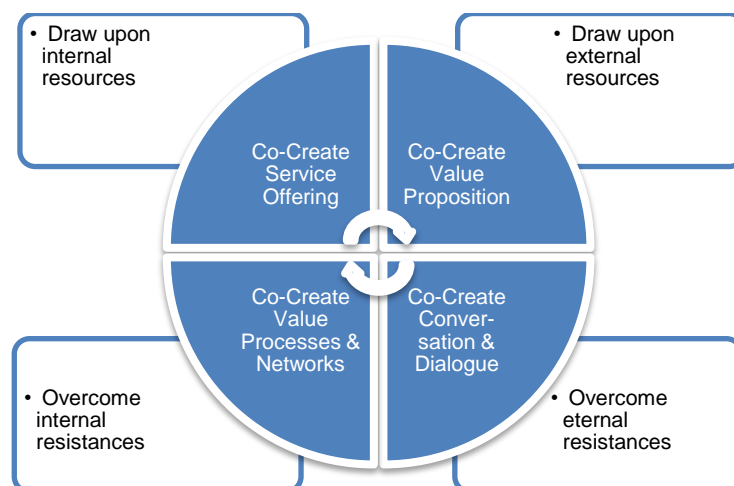 • Draw upon
internal
resources
• Draw upon
external
resources
Co-Create
Service
Offering
Co-Create
Value
Proposition
Co-Create
Value
Processes &
Networks
Co-Create
Conver-
sation &
Dialogue
• Overcome
internal
resistances
• Overcome
eternal
resistances